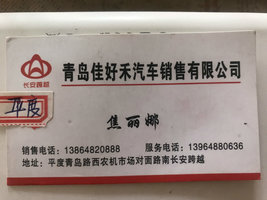 长安跨越
青岛佳好禾汽车销售有限公司
平度
焦丽娜
销售电话：13864820888 服务电话：13964880636
地址：平度青岛路西农机市场对面路南长安跨越